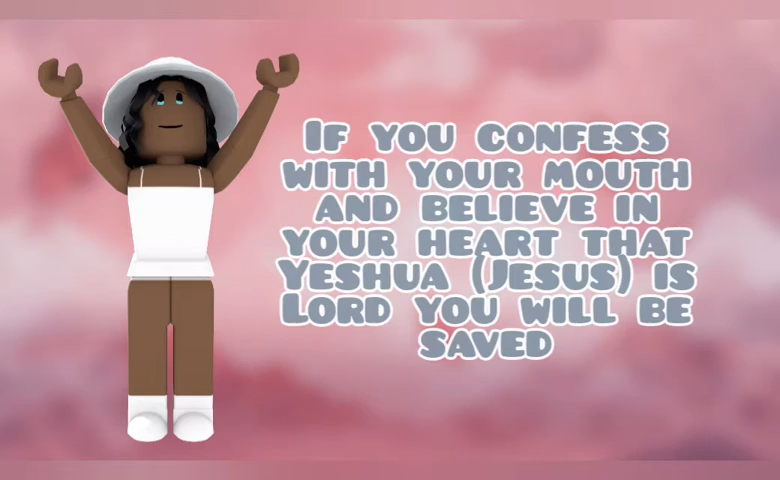 If you confess
with your mouth
and believe in
your heart that
Yeshua (Jesus) is
Lord you will be
saved